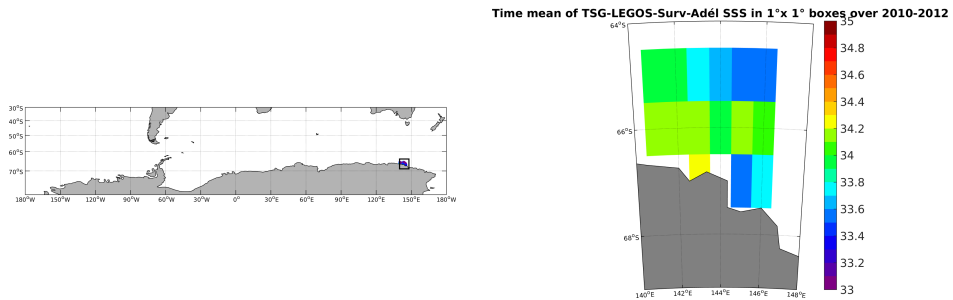 Time mean of TSG-LEGOS-Surv-Adél SSS in 1°x 1° boxes over 2010-2012
30°S
40°S
50°S
60°S
70°S
180°W 150°W 120°W 90°W 60°W 30°W 0° 30°E 60°E 90°E 120°E 150°E 180°W
64°S
66°S
68°S
140°E 142°E 144°E 146°E 148°E
35
34.8
34.6
34.4
34.2
34
33.8
33.6
33.4
33.2
33